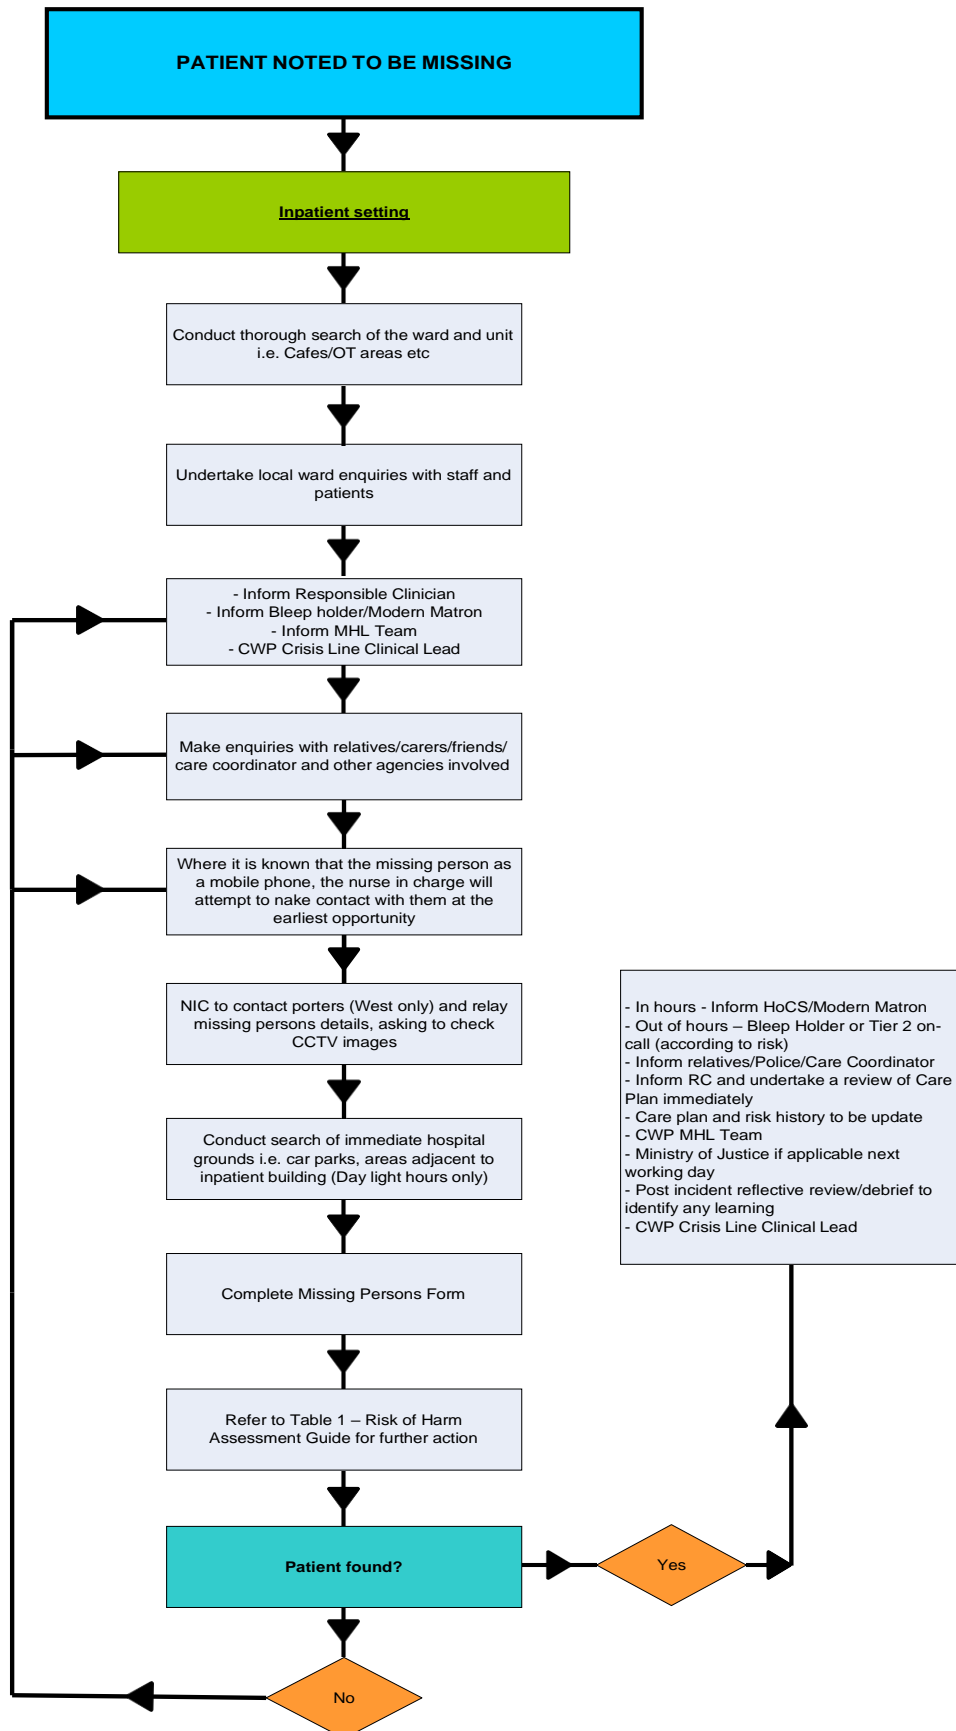 PATIENT NOTED TO BE MISSING
Inpatient setting
Conduct thorough search of the ward and unit
i.e. Cafes/OT areas etc
Undertake local ward enquiries with staff and
patients
- Inform Responsible Clinician
- Inform Bleep holder/Modern Matron
- Inform MHL Team
- CWP Crisis Line Clinical Lead
Make enquiries with relatives/carers/friends/
care coordinator and other agencies involved
Where it is known that the missing person as
a mobile phone, the nurse in charge will
attempt to nake contact with them at the
earliest opportunity
NIC to contact porters (West only) and relay
missing persons details, asking to check
CCTV images
Conduct search of immediate hospital
grounds i.e. car parks, areas adjacent to
inpatient building (Day light hours only)
Complete Missing Persons Form
Refer to Table 1 – Risk of Harm
Assessment Guide for further action
Patient found?
Yes
No
- In hours - Inform HoCS/Modern Matron
- Out of hours – Bleep Holder or Tier 2 on-
call (according to risk)
- Inform relatives/Police/Care Coordinator
- Inform RC and undertake a review of Care
Plan immediately
- Care plan and risk history to be update
- CWP MHL Team
- Ministry of Justice if applicable next
working day
- Post incident reflective review/debrief to
identify any learning
- CWP Crisis Line Clinical Lead